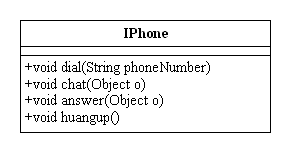 IPhone
+void dial(String phoneNumber)
+void chat(Object o)
+void answer(Object o)
+void huangup()